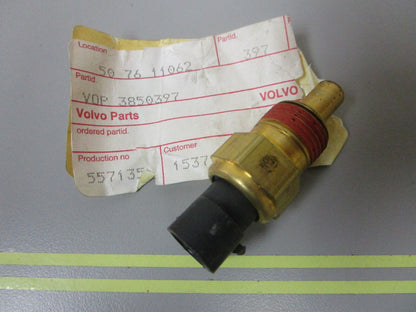 Location
50 76 11062
Partid
397
Partid.
VOP 3850397
Volvo Parts
VOLVO
ordered partid.
Production no
557135
Customer
1537